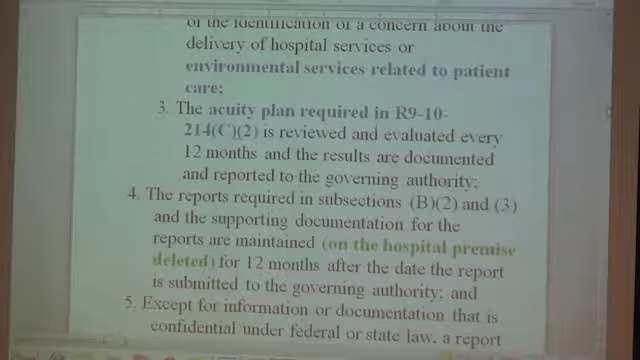 of the identification of a concern about the
delivery of hospital services or
environmental services related to patient
care;
3. The acuity plan required in R9-10-
214(C)(2) is reviewed and evaluated every
12 months and the results are documented
and reported to the governing authority;
4. The reports required in subsections (B)(2) and (3)
and the supporting documentation for the
reports are maintained (on the hospital premise
deleted) for 12 months after the date the report
is submitted to the governing authority; and
5. Except for information or documentation that is
confidential under federal or state law, a report